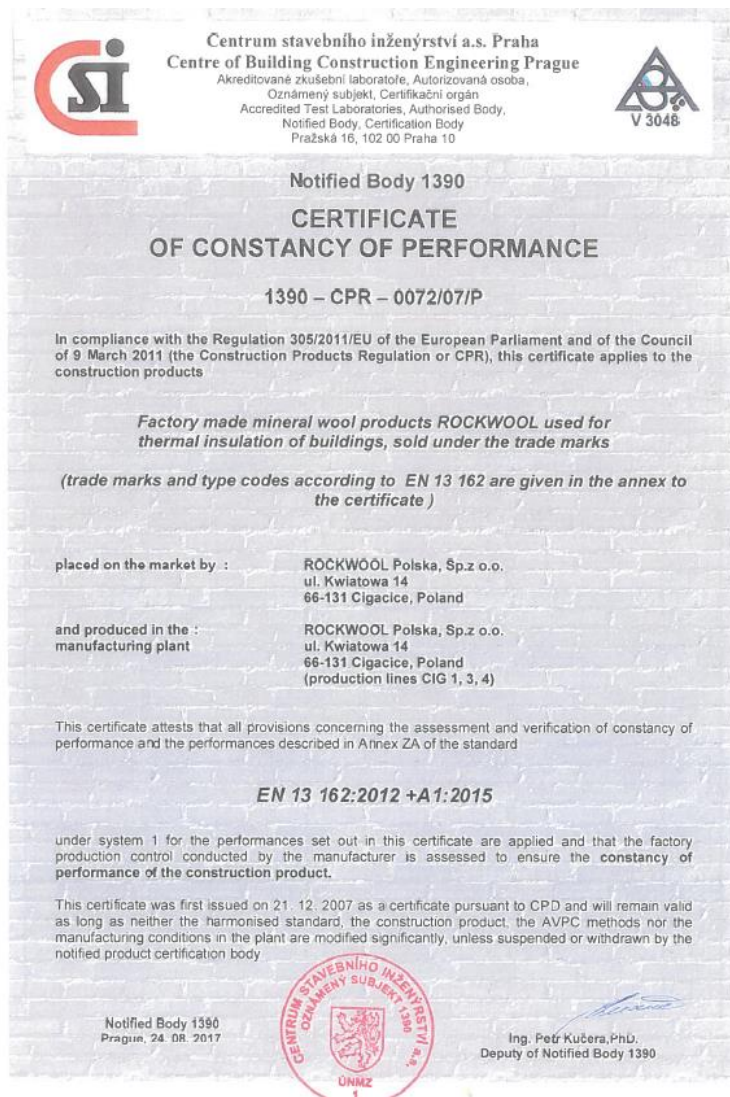 CSI
Centrum stavebního inženýrství a.s. Praha
Centre of Building Construction Engineering Prague
Akreditované zkušební laboratoře, Autorizovaná osoba,
Oznámený subjekt, Certifikační orgán
Accredited Test Laboratories, Authorised Body,
Notified Body, Certification Body
Pražská 16, 102 00 Praha 10
V 3048
Notified Body 1390
CERTIFICATE
OF CONSTANCY OF PERFORMANCE
1390 – CPR – 0072/07/P
In compliance with the Regulation 305/2011/EU of the European Parliament and of the Council
of 9 March 2011 (the Construction Products Regulation or CPR), this certificate applies to the
construction products
Factory made mineral wool products ROCKWOOL used for
thermal insulation of buildings, sold under the trade marks
(trade marks and type codes according to EN 13 162 are given in the annex to
the certificate )
placed on the market by :
ROCKWOOL Polska, Sp.z o.o.
ul. Kwiatowa 14
66-131 Cigacice, Poland
and produced in the :
manufacturing plant
ROCKWOOL Polska, Sp.z o.o.
ul. Kwiatowa 14
66-131 Cigacice, Poland
(production lines CIG 1, 3, 4)
This certificate attests that all provisions concerning the assessment and verification of constancy of
performance and the performances described in Annex ZA of the standard
EN 13 162:2012 +A1:2015
under system 1 for the performances set out in this certificate are applied and that the factory
production control conducted by the manufacturer is assessed to ensure the constancy of
performance of the construction product.
This certificate was first issued on 21. 12. 2007 as a certificate pursuant to CPD and will remain valid
as long as neither the harmonised standard, the construction product, the AVPC methods nor the
manufacturing conditions in the plant are modified significantly, unless suspended or withdrawn by the
notified product certification body
CENTRUM STAVEBNÍHO INŽENÝRSTVÍ a.s.
OZNÁMENÝ SUBJEKT 1390
ÚNMZ
1
Notified Body 1390
Prague, 24. 08. 2017
Ing. Petr Kučera,PhD.
Deputy of Notified Body 1390